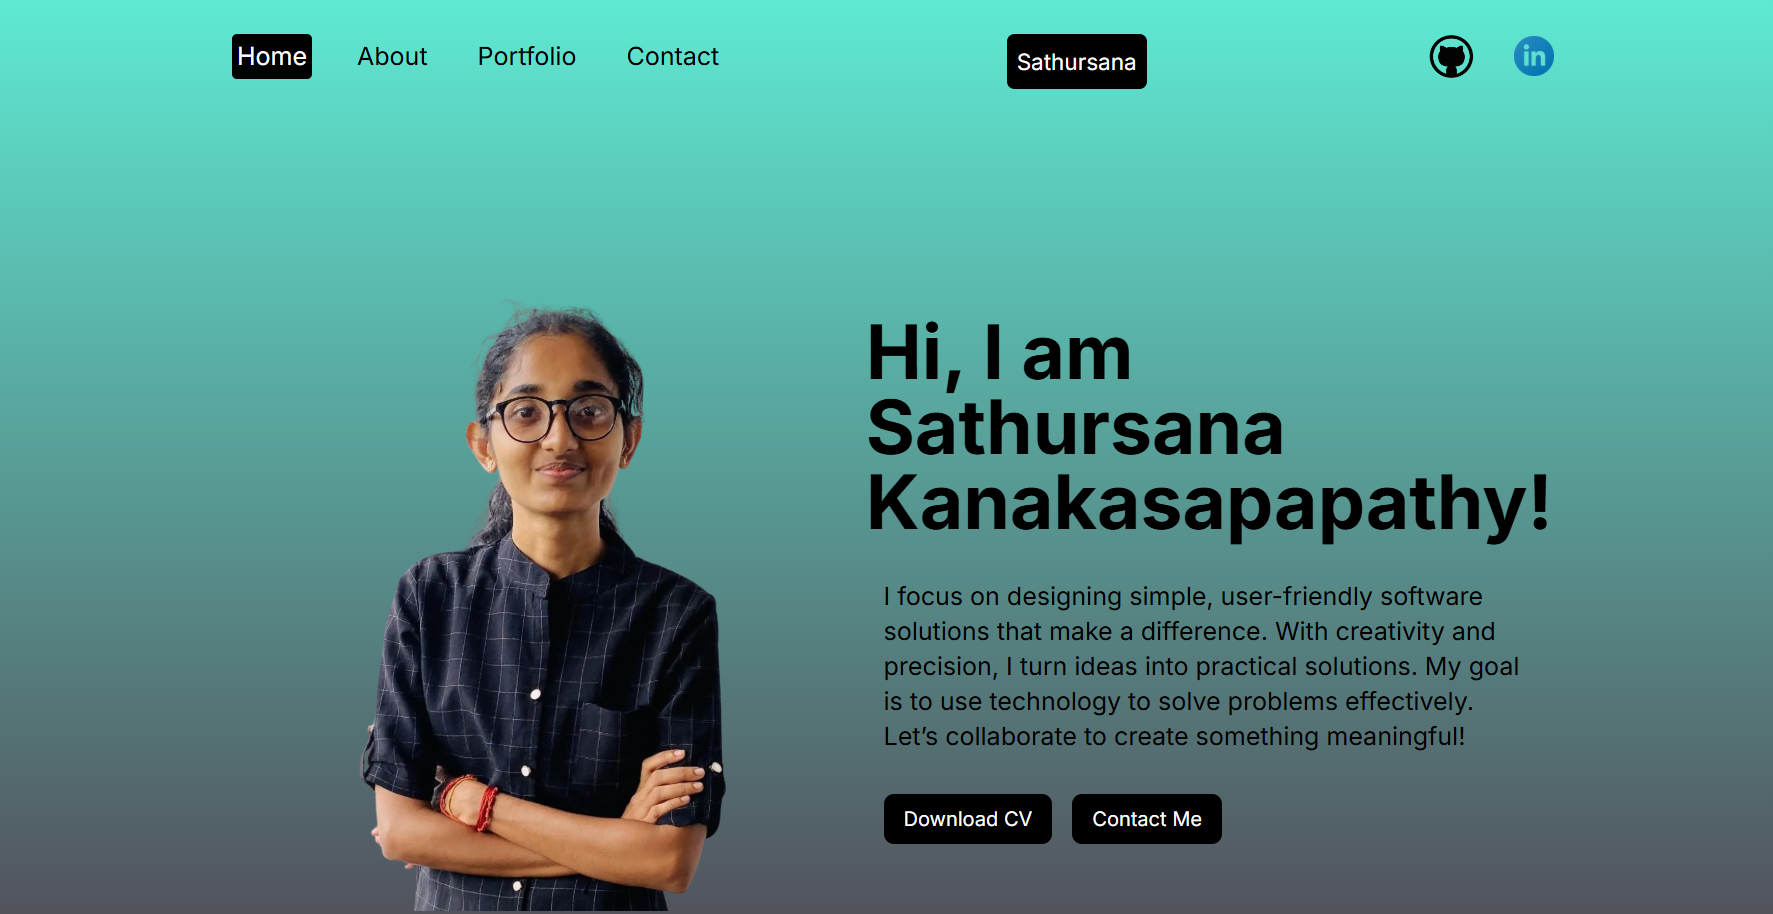 Home About Portfolio Contact Sathursana in
Hi, I am
Sathursana
Kanakasapapathy!
I focus on designing simple, user-friendly software
solutions that make a difference. With creativity and
precision, I turn ideas into practical solutions. My goal
is to use technology to solve problems effectively.
Let’s collaborate to create something meaningful!
Download CV Contact Me